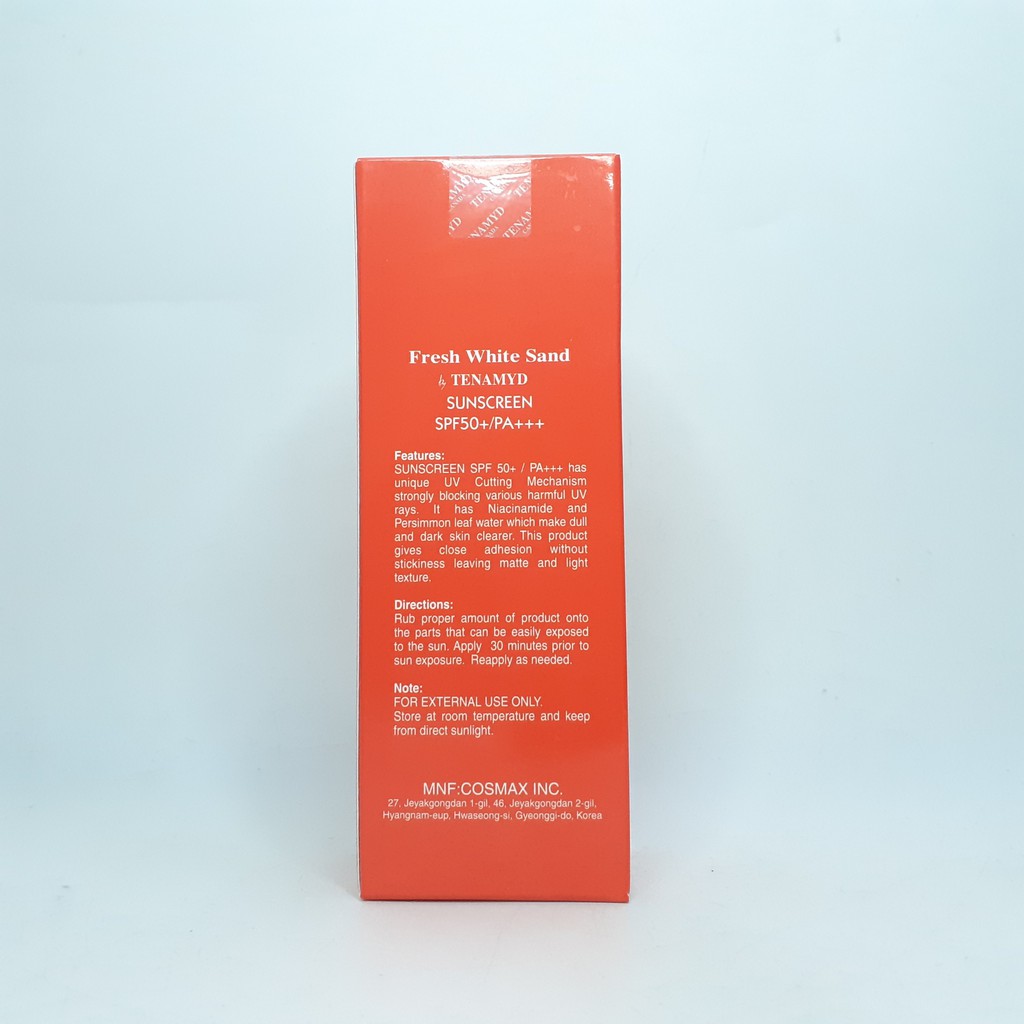 TENAMYD
TENAMYD
Fresh White Sand
by TENAMYD
SUNSCREEN
SPF50+/PA+++
Features:
SUNSCREEN SPF 50+ / PA+++ has
unique UV Cutting Mechanism
strongly blocking various harmful UV
rays. It has Niacinamide and
Persimmon leaf water which make dull
and dark skin clearer. This product
gives close adhesion without
stickiness leaving matte and light
texture.
Directions:
Rub proper amount of product onto
the parts that can be easily exposed
to the sun. Apply 30 minutes prior to
sun exposure. Reapply as needed.
Note:
FOR EXTERNAL USE ONLY.
Store at room temperature and keep
from direct sunlight.
MNF:COSMAX INC.
27, Jeyakgongdan 1-gil, 46, Jeyakgongdan 2-gil,
Hyangnam-eup, Hwaseong-si, Gyeonggi-do, Korea